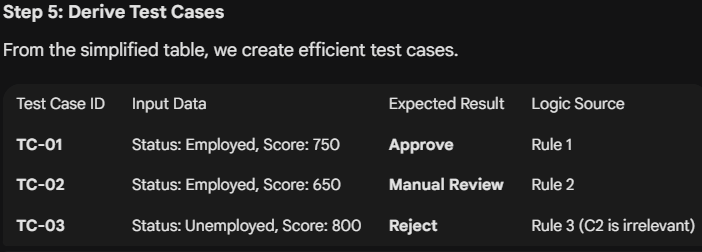 Step 5: Derive Test Cases
From the simplified table, we create efficient test cases.
Test Case ID Input Data Expected Result Logic Source
TC-01 Status: Employed, Score: 750 Approve Rule 1
TC-02 Status: Employed, Score: 650 Manual Review Rule 2
TC-03 Status: Unemployed, Score: 800 Reject Rule 3 (C2 is irrelevant)